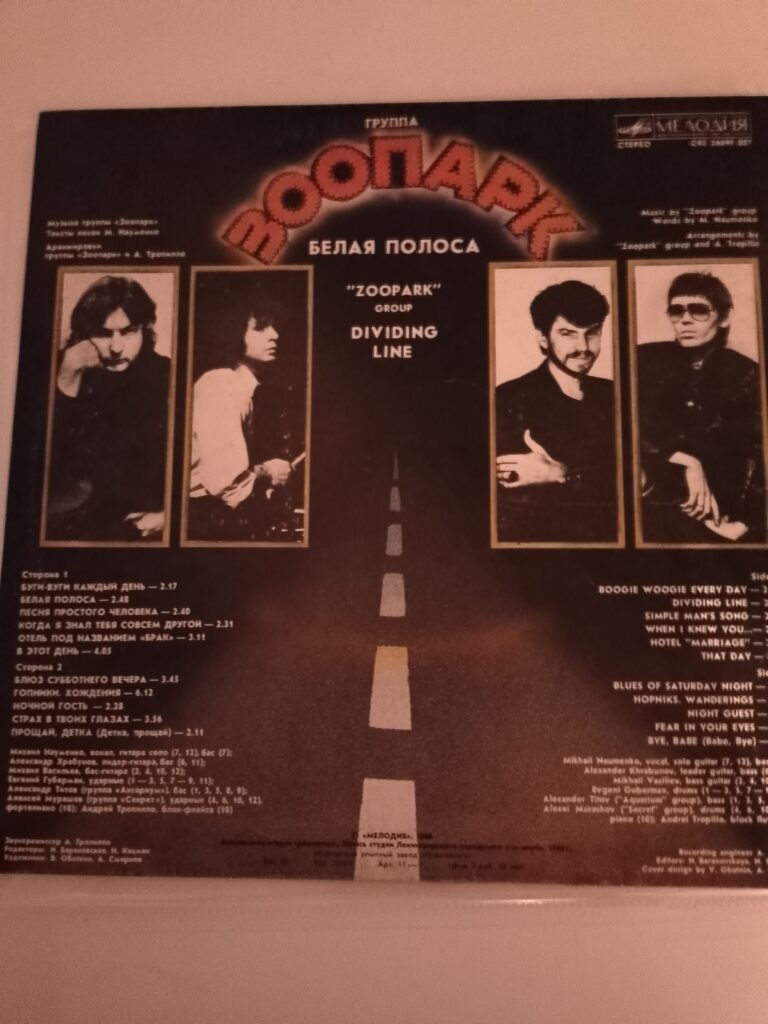 ГРУППА
ЗООПАРК
МЕЛОДИЯ
СТЕРЕО
БЕЛАЯ ПОЛОСА
"ZOOPARK"
GROUP
DIVIDING
LINE
Музыка группы «Зоопарк»
Тексты песен М. Науменко
Аранжировки
группы «Зоопарк» и А. Тропилло
Music by "Zoopark" group
Words by M. Naumenko
Arrangements by
"Zoopark" group and A. Tropillo
Сторона 1
БУГИ-ВУГИ КАЖДЫЙ ДЕНЬ — 2.17
БЕЛАЯ ПОЛОСА — 2.48
ПЕСНЯ ПРОСТОГО ЧЕЛОВЕКА — 2.40
КОГДА Я ЗНАЛ ТЕБЯ СОВСЕМ ДРУГОЙ — 2.31
ОТЕЛЬ ПОД НАЗВАНИЕМ «БРАК» — 3.11
В ЭТОТ ДЕНЬ — 4.05
Сторона 2
БЛЮЗ СУББОТНЕГО ВЕЧЕРА — 3.45
ГОПНИКИ. ХОЖДЕНИЯ — 6.12
НОЧНОЙ ГОСТЬ — 2.38
СТРАХ В ТВОИХ ГЛАЗАХ — 3.56
ПРОЩАЙ, ДЕТКА (Детка, прощай) — 2.11
Михаил Науменко, вокал, гитара соло (7, 12), бас (7);
Александр Храбунов, лидер-гитара, бас (6, 11);
Михаил Васильев, бас-гитара (2, 4, 10, 12);
Евгений Губерман, ударные (1 — 3, 5, 7 — 9, 11);
Александр Титов (группа «Аквариум»), бас (1, 3, 5, 8, 9);
Алексей Мурашов (группа «Секрет»), ударные (4, 6, 10, 12),
фортепиано (10); Андрей Тропилло, блок-флейта (10)
Звукорежиссер А. Тропилло
Редакторы: Н. Барановская, Н. Кацман
Художники: В. Обаткин, А. Смирнов
Side
BOOGIE WOOGIE EVERY DAY —
DIVIDING LINE —
SIMPLE MAN'S SONG —
WHEN I KNEW YOU...—
HOTEL "MARRIAGE" —
THAT DAY —
BLUES OF SATURDAY NIGHT —
HOPNIKS. WANDERINGS —
NIGHT GUEST —
FEAR IN YOUR EYES —
BYE, BABE (Babe, Bye) —
Mikhail Naumenko, vocal, solo guitar (7, 12), bas
Alexander Khrabunov, leader guitar, bass (6
Mikhail Vasiliev, bass (2, 4, 10
Evgeni Guberman, drums (1 — 3, 5, 7 —
Alexander Titov ("Aquarium" group), bass (1, 3, 5,
Alexei Murashov ("Secret" group), drums (4, 6, 10
piano (10); Andrei Tropillo, block flu
Recording engineer A.
Editors: N. Baranovskaya, N.
Cover design by V. Obatnin, A.
«МЕЛОДИЯ», 1988